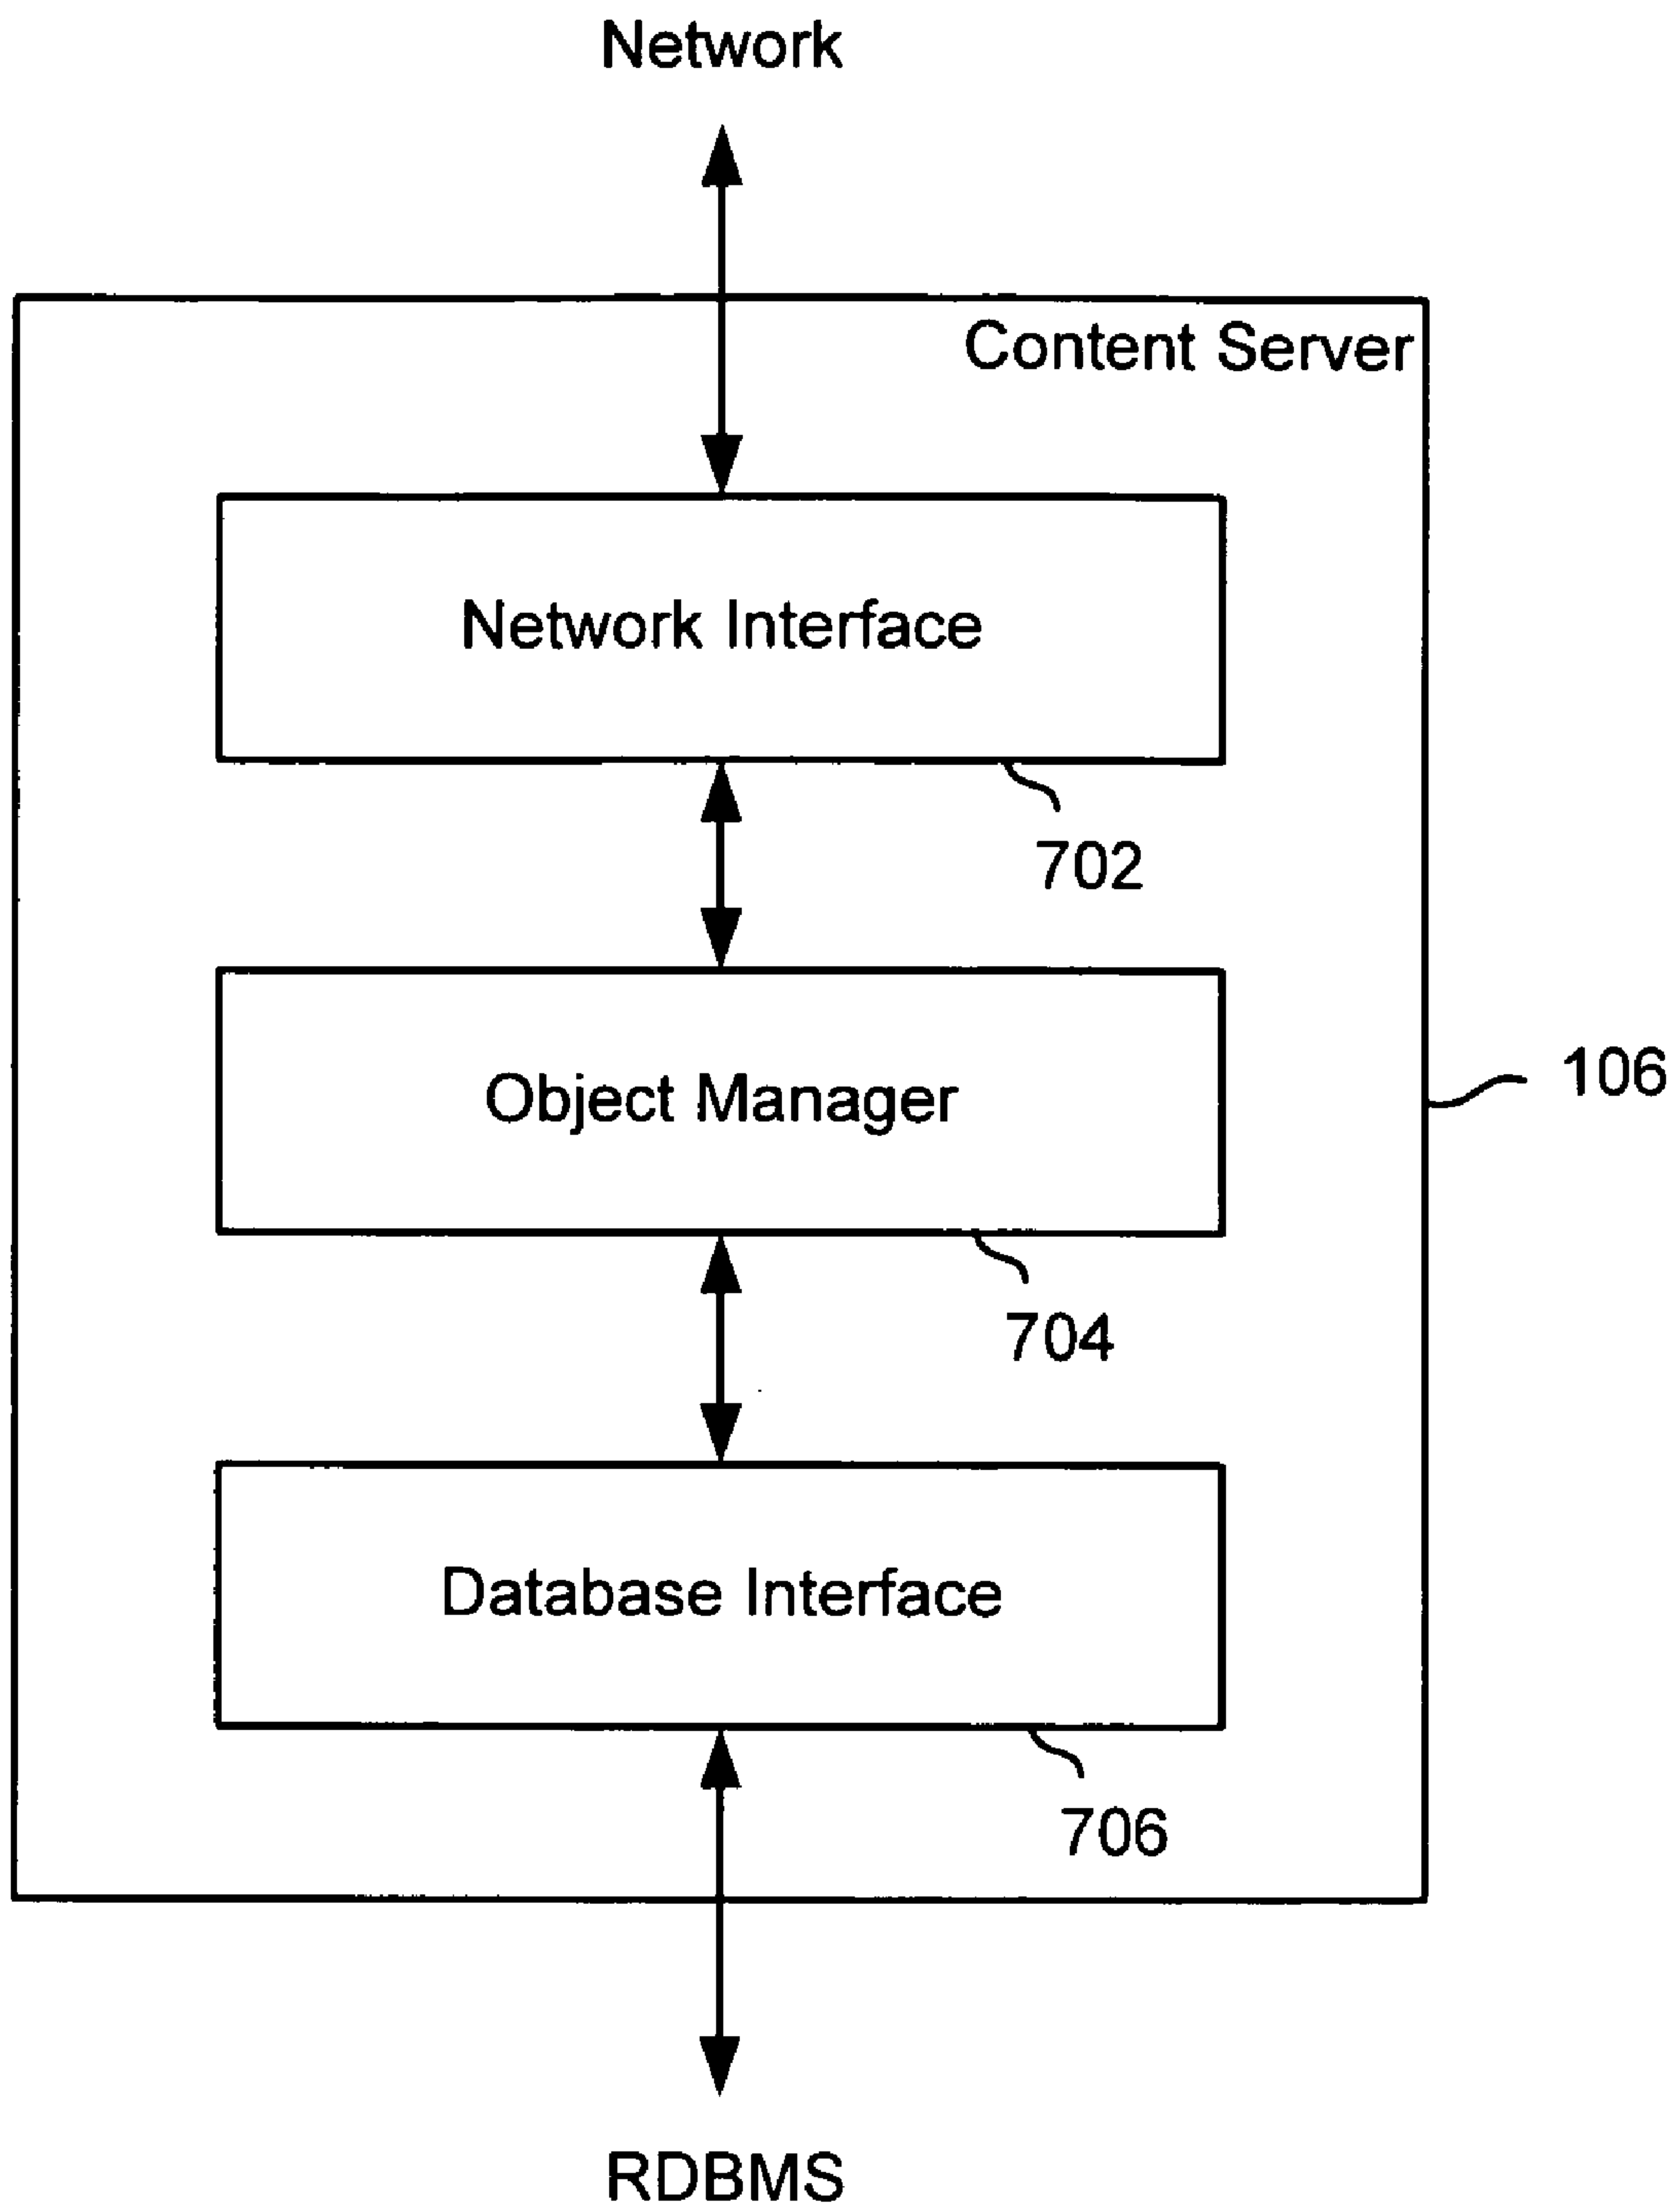 Network
Content Server
Network Interface
702
Object Manager
106
704
Database Interface
706
RDBMS